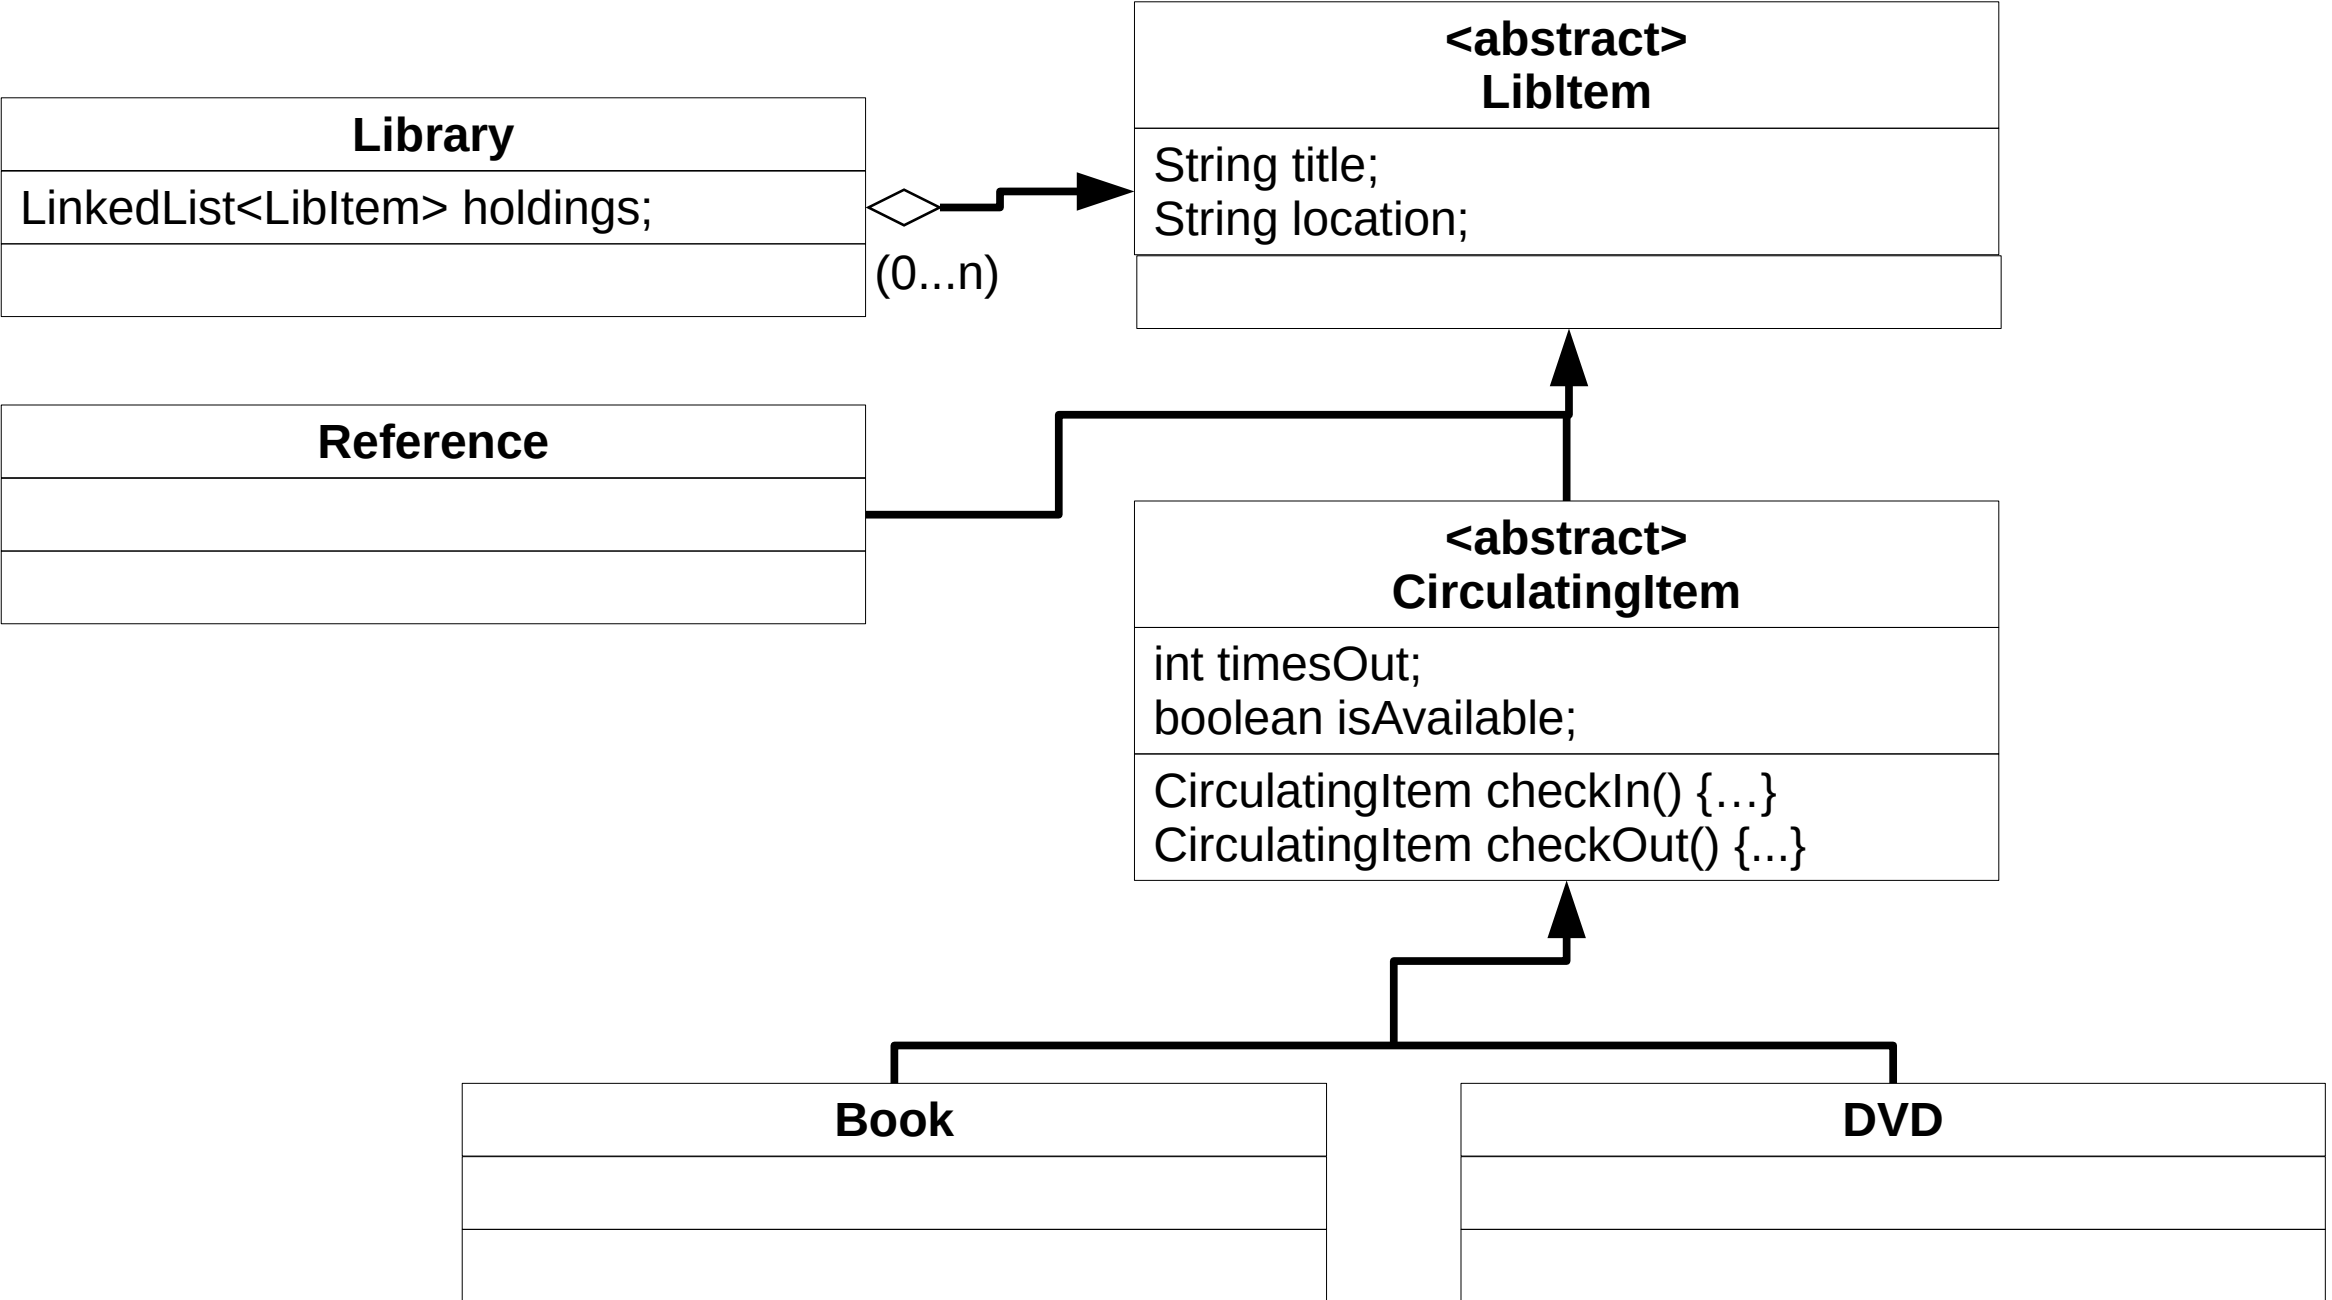 <abstract>
LibItem
String title;
String location;
Library
LinkedList<LibItem> holdings;
(0...n)
Reference
<abstract>
CirculatingItem
int timesOut;
boolean isAvailable;
CirculatingItem checkIn() {…}
CirculatingItem checkOut() {...}
Book
DVD